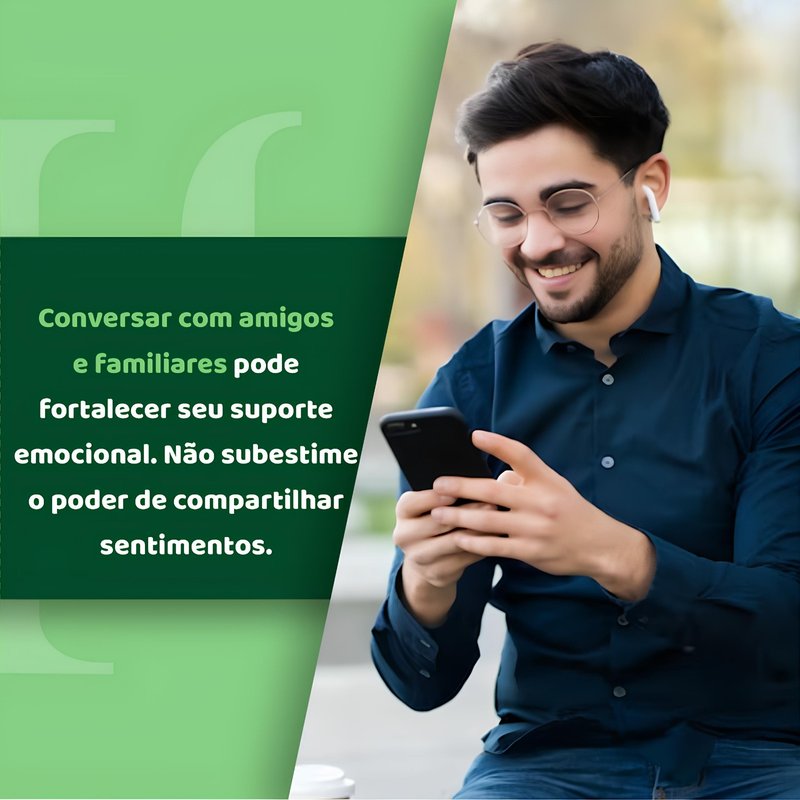 Conversar com amigos
e familiares pode
fortalecer seu suporte
emocional. Não subestime
o poder de compartilhar
sentimentos.